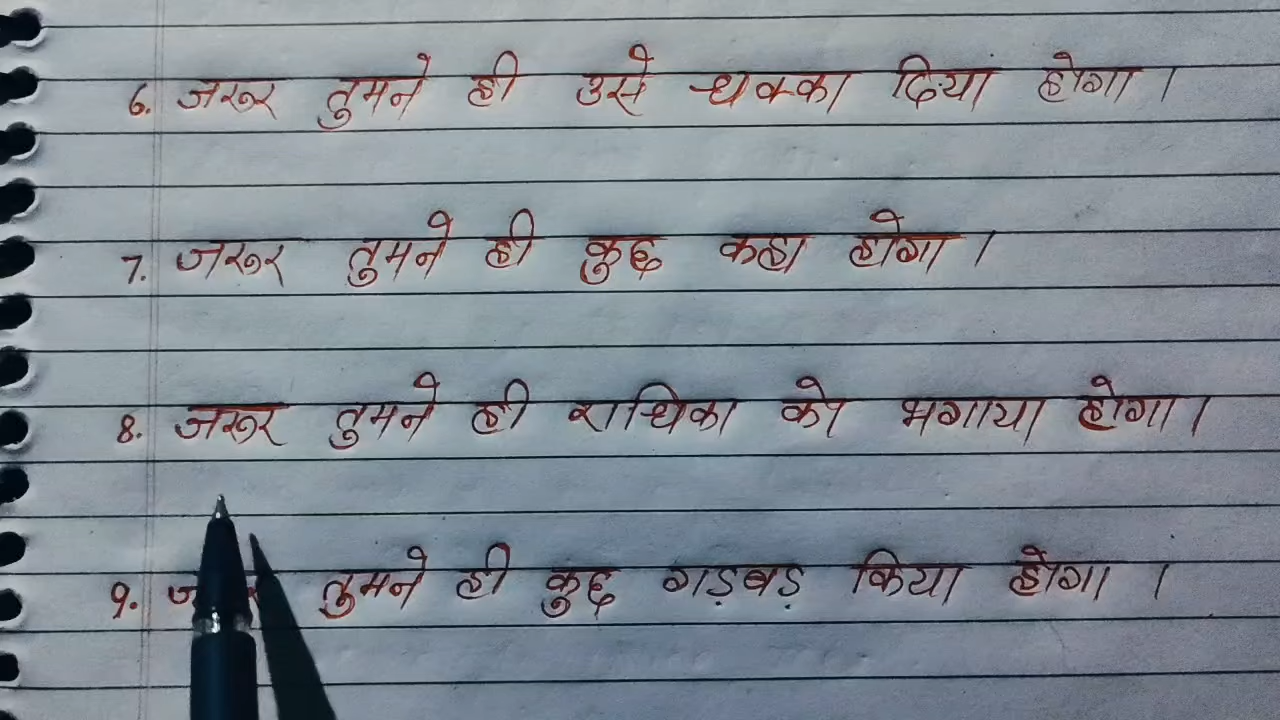 6. जरूर तुमने ही उसे धक्का दिया होगा ।
7. जरूर तुमने ही कुछ कहा होगा ।
8. जरूर तुमने ही राधिका को भगाया होगा ।
9. तुमने ही कुछ गड़बड़ किया होगा ।